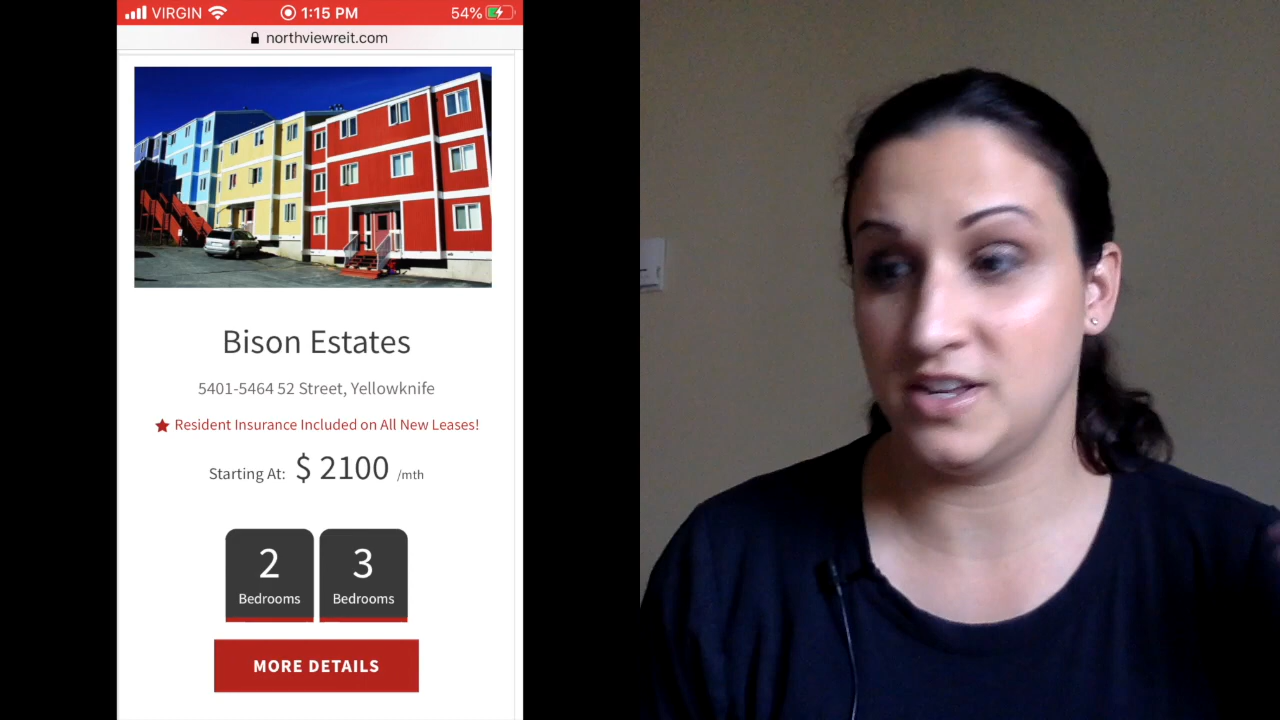 VIRGIN 1:15 PM 54%
northviewreit.com
Bison Estates
5401-5464 52 Street, Yellowknife
★ Resident Insurance Included on All New Leases!
Starting At: $ 2100 /mth
2 3
Bedrooms Bedrooms
MORE DETAILS